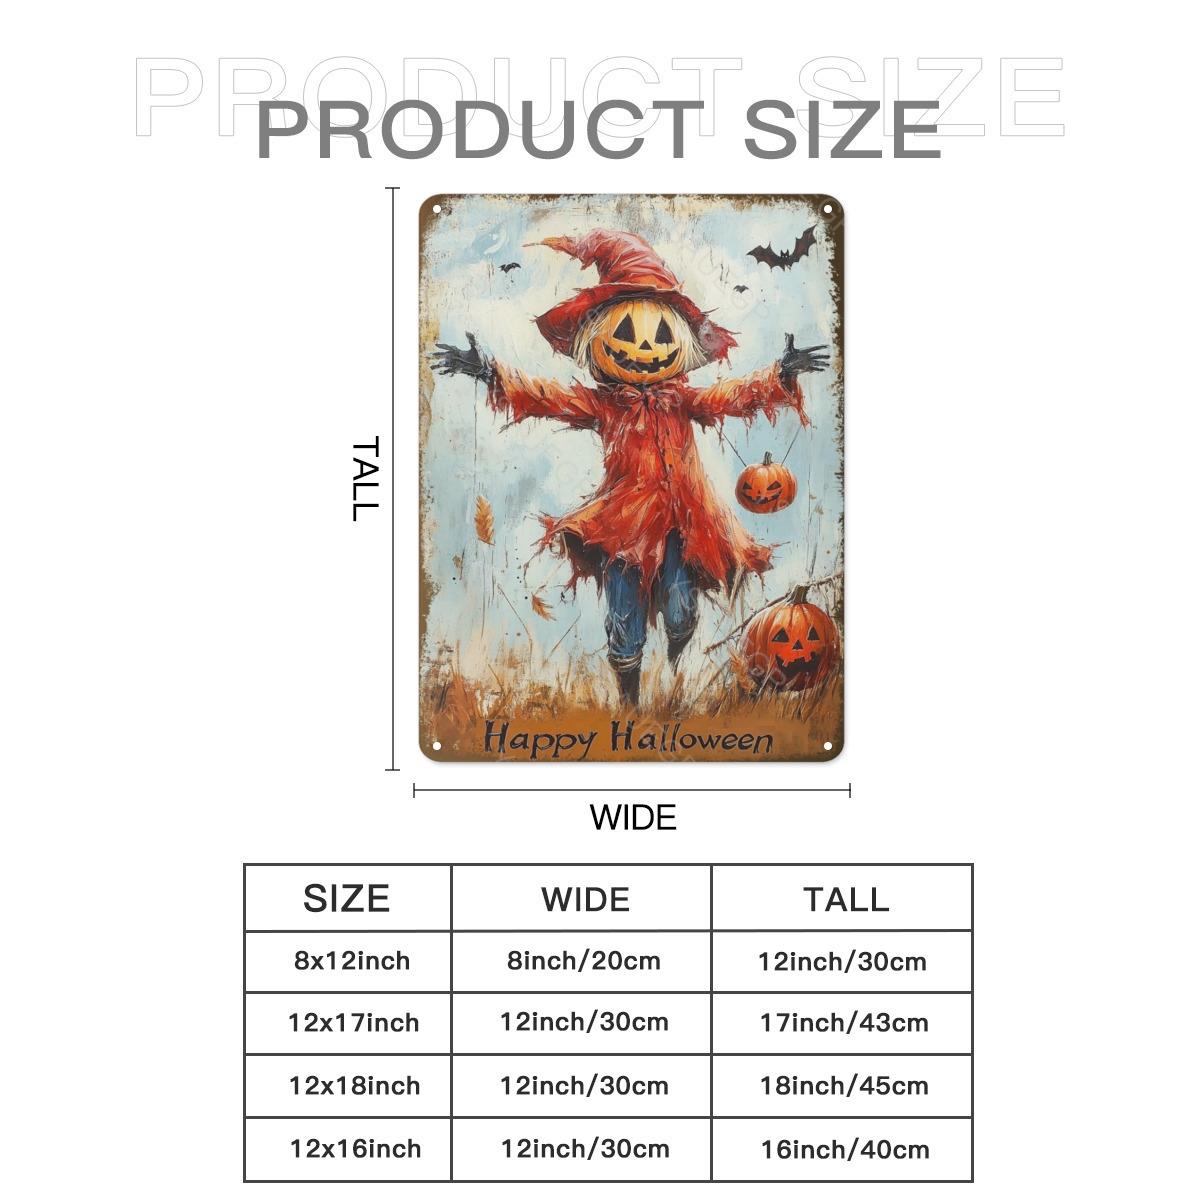 PRODUCT SIZE
PRODUCT SIZE
TALL
Happy Halloween
WIDE
SIZE WIDE TALL
8x12inch 8inch/20cm 12inch/30cm
12x17inch 12inch/30cm 17inch/43cm
12x18inch 12inch/30cm 18inch/45cm
12x16inch 12inch/30cm 16inch/40cm